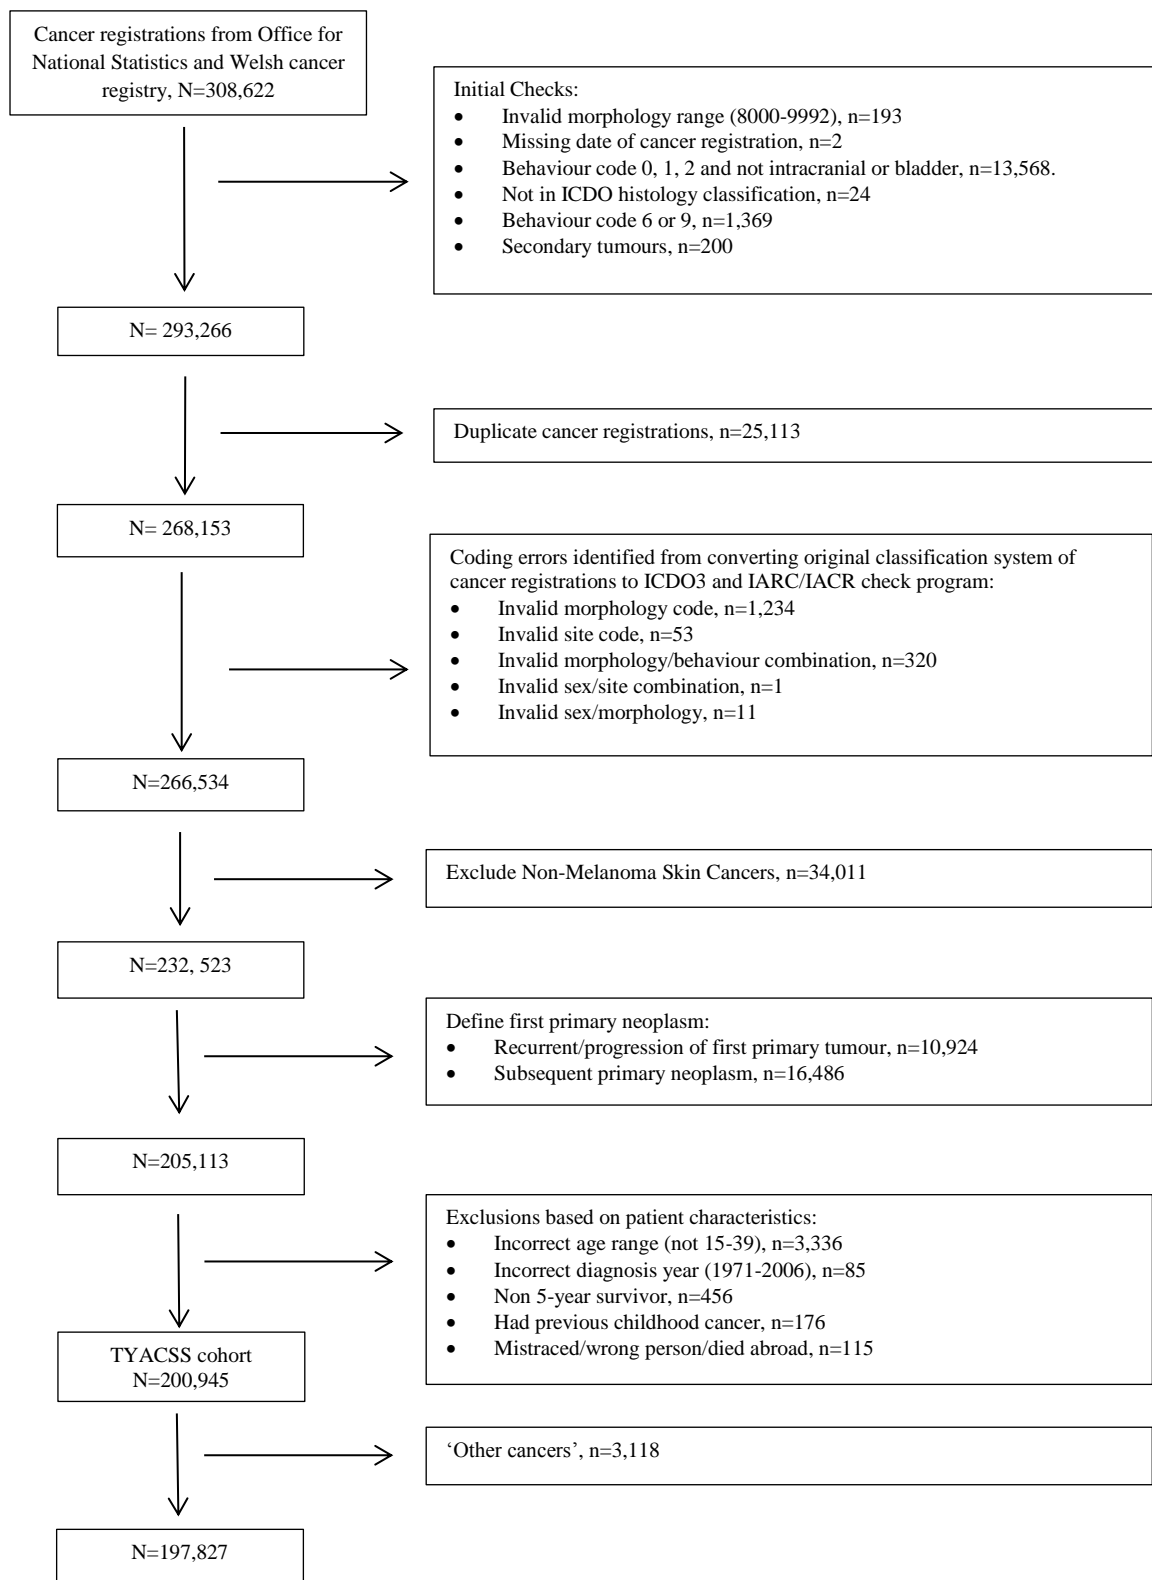 Cancer registrations from Office for
National Statistics and Welsh cancer
registry, N=308,622
Initial Checks:
• Invalid morphology range (8000-9992), n=193
• Missing date of cancer registration, n=2
• Behaviour code 0, 1, 2 and not intracranial or bladder, n=13,568.
• Not in ICDO histology classification, n=24
• Behaviour code 6 or 9, n=1,369
• Secondary tumours, n=200
N= 293,266
Duplicate cancer registrations, n=25,113
N= 268,153
Coding errors identified from converting original classification system of
cancer registrations to ICDO3 and IARC/IACR check program:
• Invalid morphology code, n=1,234
• Invalid site code, n=53
• Invalid morphology/behaviour combination, n=320
• Invalid sex/site combination, n=1
• Invalid sex/morphology, n=11
N=266,534
Exclude Non-Melanoma Skin Cancers, n=34,011
N=232, 523
Define first primary neoplasm:
• Recurrent/progression of first primary tumour, n=10,924
• Subsequent primary neoplasm, n=16,486
N=205,113
Exclusions based on patient characteristics:
• Incorrect age range (not 15-39), n=3,336
• Incorrect diagnosis year (1971-2006), n=85
• Non 5-year survivor, n=456
• Had previous childhood cancer, n=176
• Mistraced/wrong person/died abroad, n=115
TYACSS cohort
N=200,945
‘Other cancers’, n=3,118
N=197,827